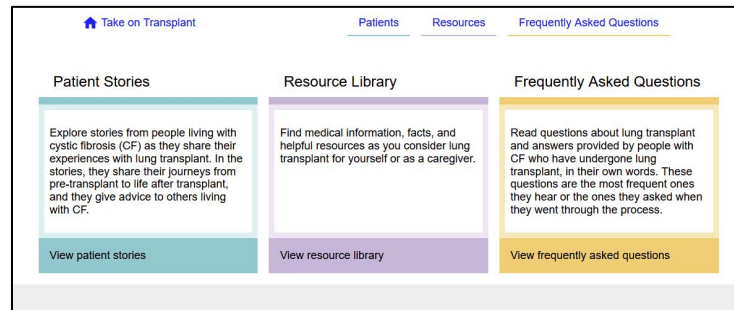 Take on Transplant
Patients
Resources
Frequently Asked Questions
Patient Stories
Explore stories from people living with
cystic fibrosis (CF) as they share their
experiences with lung transplant. In the
stories, they share their journeys from
pre-transplant to life after transplant,
and they give advice to others living
with CF.
View patient stories
Resource Library
Find medical information, facts, and
helpful resources as you consider lung
transplant for yourself or as a caregiver.
View resource library
Frequently Asked Questions
Read questions about lung transplant
and answers provided by people with
CF who have undergone lung
transplant, in their own words. These
questions are the most frequent ones
they hear or the ones they asked when
they went through the process.
View frequently asked questions